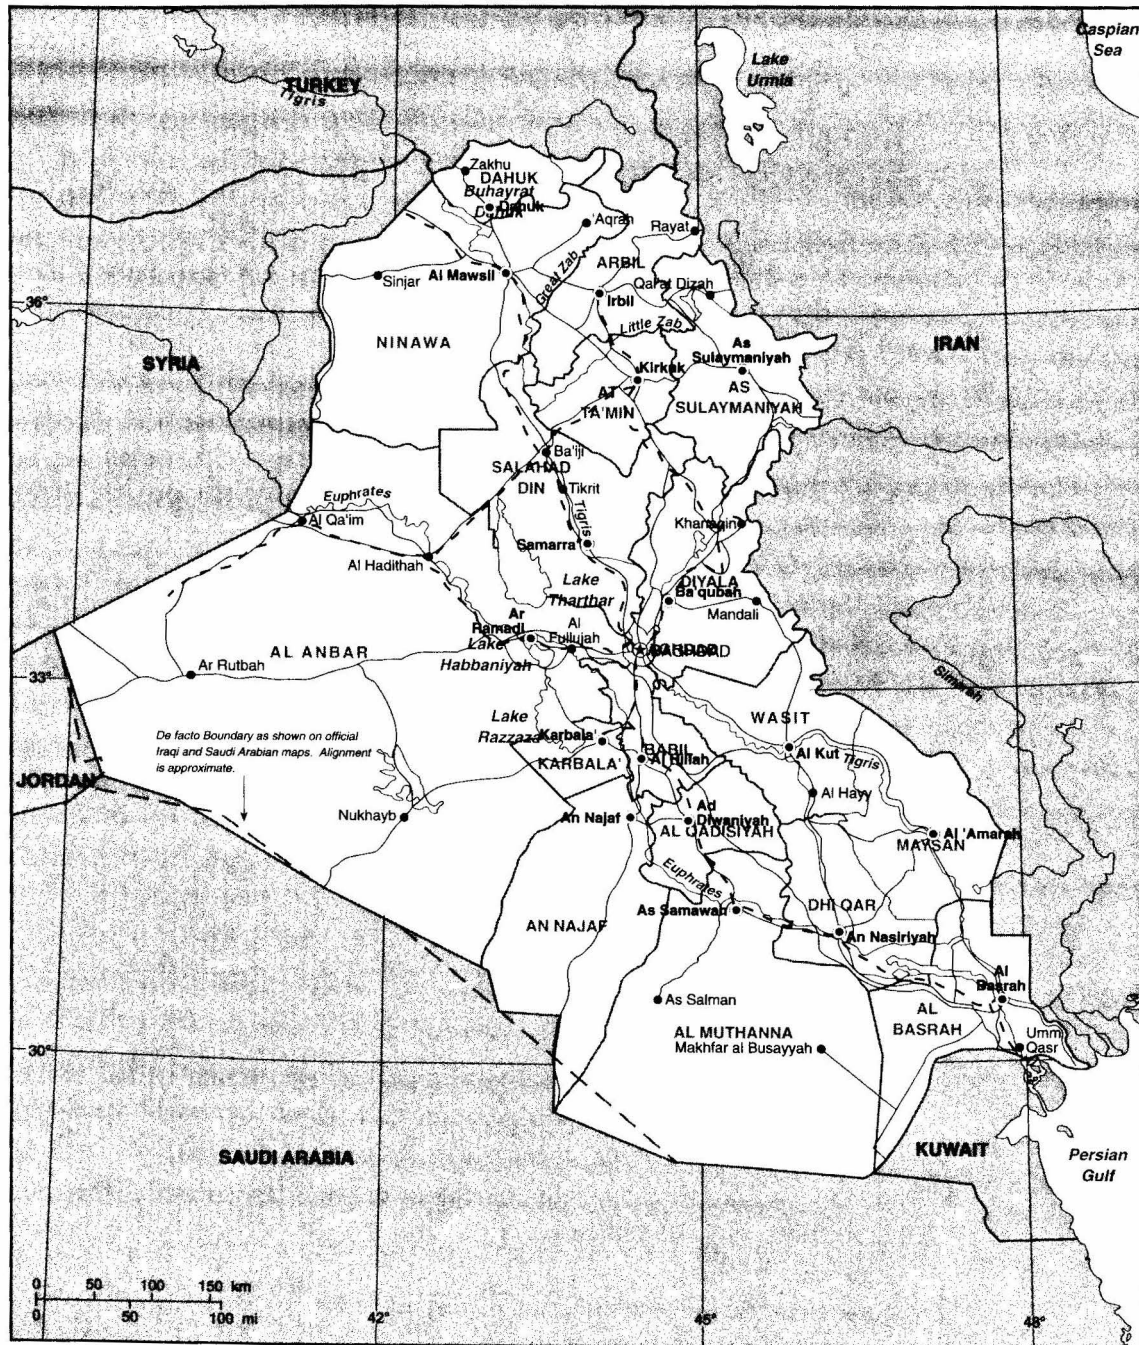 Caspian
Sea
Lake
Urmia
TURKEY
Tigris
Zakhu
DAHUK
Buhayrat
Dahuk
Dahuk
'Aqrah
Rayat
ARBIL
Sinjar
Al Mawsil
Great Zab
Qal'at Dizah
Irbil
36°
Little Zab
NINAWA
SYRIA
IRAN
As
Sulaymaniyah
Kirkuk
AT
TA'MIN
AS
SULAYMANIYAH
Ba'iji
SALAHAD
DIN
Tikrit
Tigris
Euphrates
Al Qa'im
Khanaqin
Samarra'
Al Hadithah
Lake
Tharthar
DIYALA
Ba'qubah
Mandali
Ar
Ramadi
Al
Fullujah
Lake
Habbaniyah
BAGHDAD
AL ANBAR
Ar Rutbah
33°
Simareh
WASIT
Lake
Razzaza
Karbala'
KARBALA'
BABIL
Al Hillah
Al Kut
Tigris
De facto Boundary as shown on official
Iraqi and Saudi Arabian maps. Alignment
is approximate.
JORDAN
Al Hayy
Nukhayb
An Najaf
Ad
Diwaniyah
AL QADISIYAH
Al 'Amarah
MAYSAN
Euphrates
DHI QAR
As Samawah
AN NAJAF
An Nasiriyah
Al
Basrah
As Salman
AL
BASRAH
AL MUTHANNA
Makhfar al Busayyah
Umm
Qasr
30°
SAUDI ARABIA
KUWAIT
Persian
Gulf
0 50 100 150 km
0 50 100 mi
42°
45°
48°